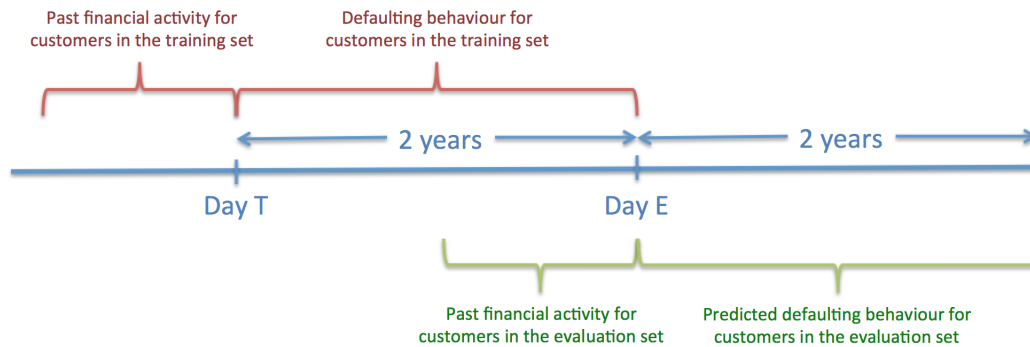 Past financial activity for
customers in the training set
Defaulting behaviour for
customers in the training set
2 years
2 years
Day T
Day E
Past financial activity for
customers in the evaluation set
Predicted defaulting behaviour for
customers in the evaluation set